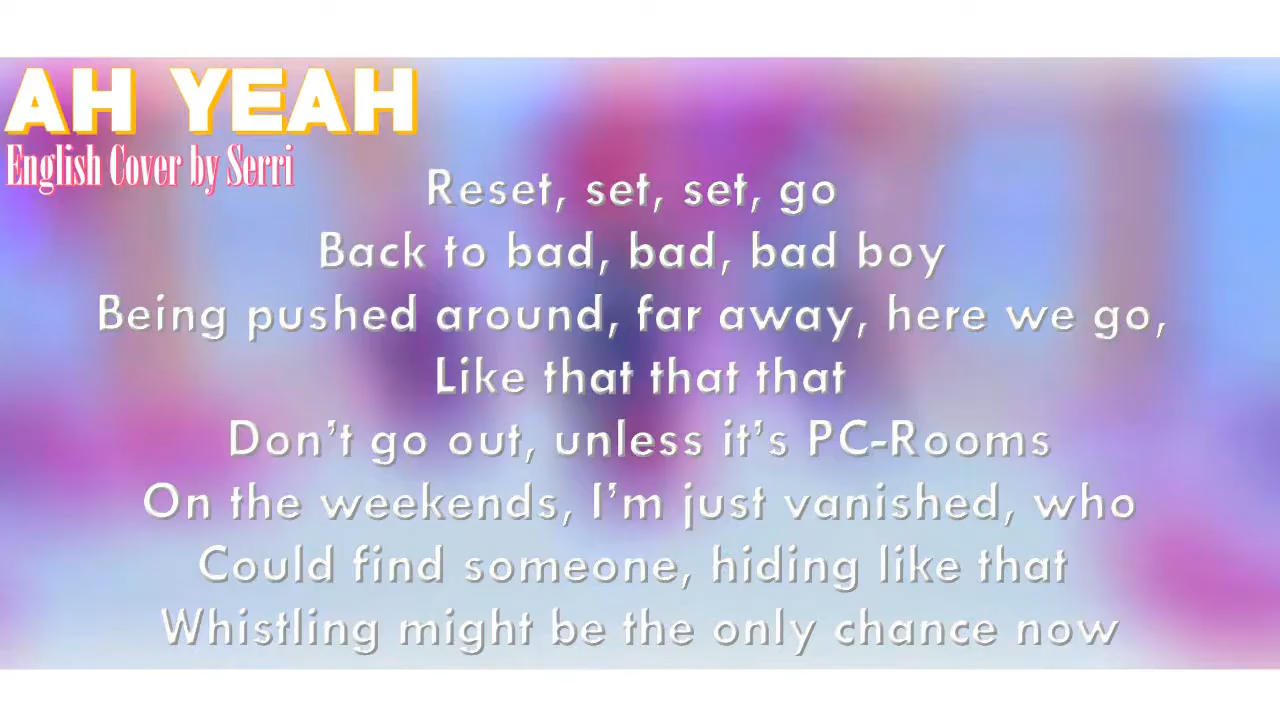 AH YEAH
English Cover by Serri
Reset, set, set, go
Back to bad, bad, bad boy
Being pushed around, far away, here we go,
Like that that that
Don't go out, unless it's PC-Rooms
On the weekends, I'm just vanished, who
Could find someone, hiding like that
Whistling might be the only chance now